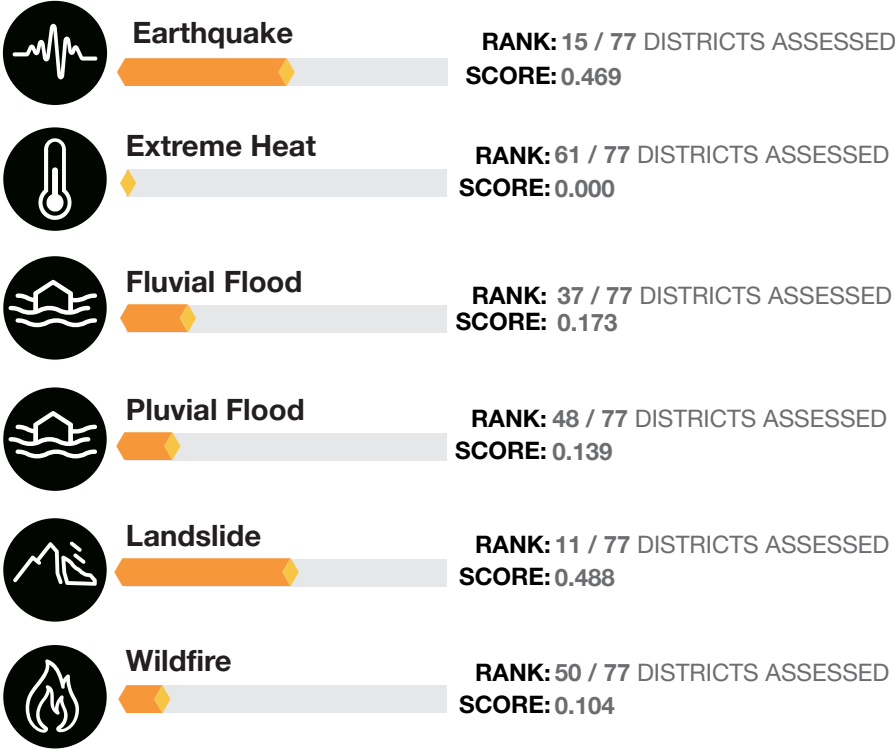 Earthquake
RANK: 15 / 77 DISTRICTS ASSESSED
SCORE: 0.469
Extreme Heat
RANK: 61 / 77 DISTRICTS ASSESSED
SCORE: 0.000
Fluvial Flood
RANK: 37 / 77 DISTRICTS ASSESSED
SCORE: 0.173
Pluvial Flood
RANK: 48 / 77 DISTRICTS ASSESSED
SCORE: 0.139
Landslide
RANK: 11 / 77 DISTRICTS ASSESSED
SCORE: 0.488
Wildfire
RANK: 50 / 77 DISTRICTS ASSESSED
SCORE: 0.104